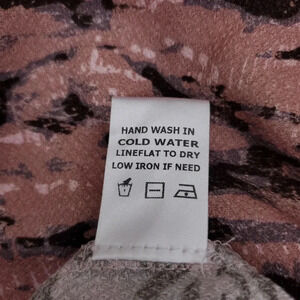 HAND WASH IN
COLD WATER
LINEFLAT TO DRY
LOW IRON IF NEED